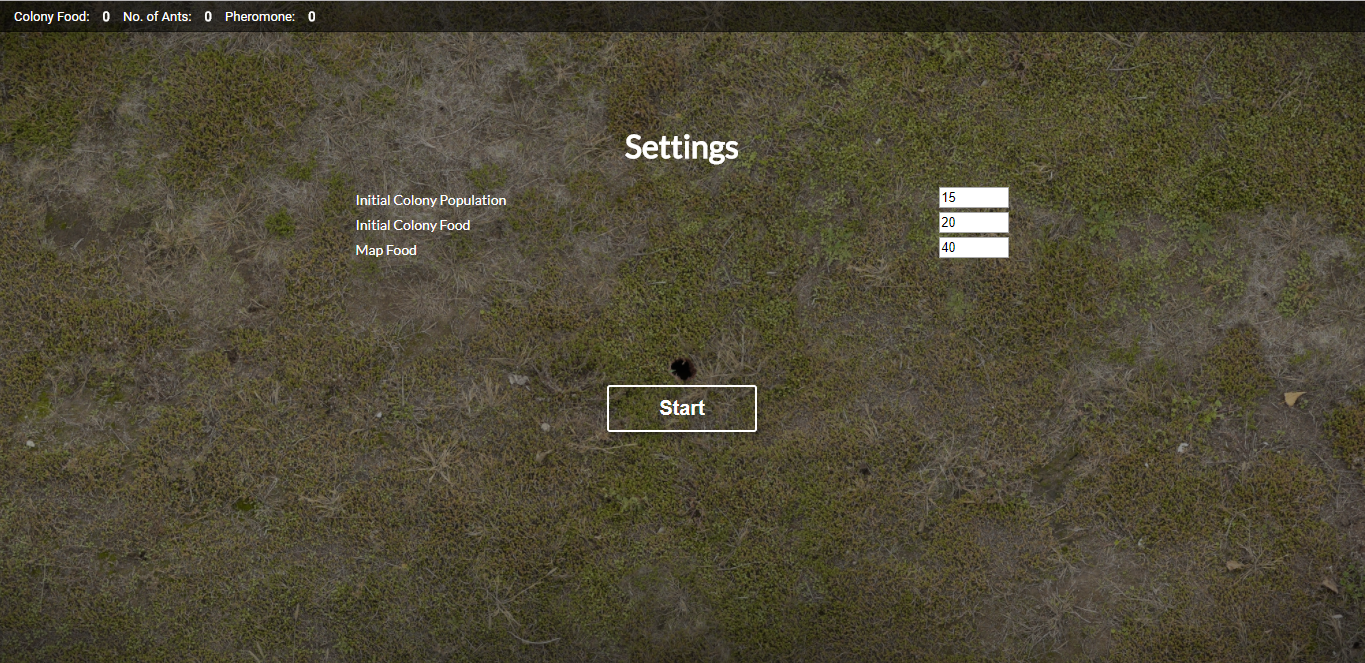 Colony Food: 0 No. of Ants: 0 Pheromone: 0
Settings
Initial Colony Population 15
Initial Colony Food 20
Map Food 40
Start